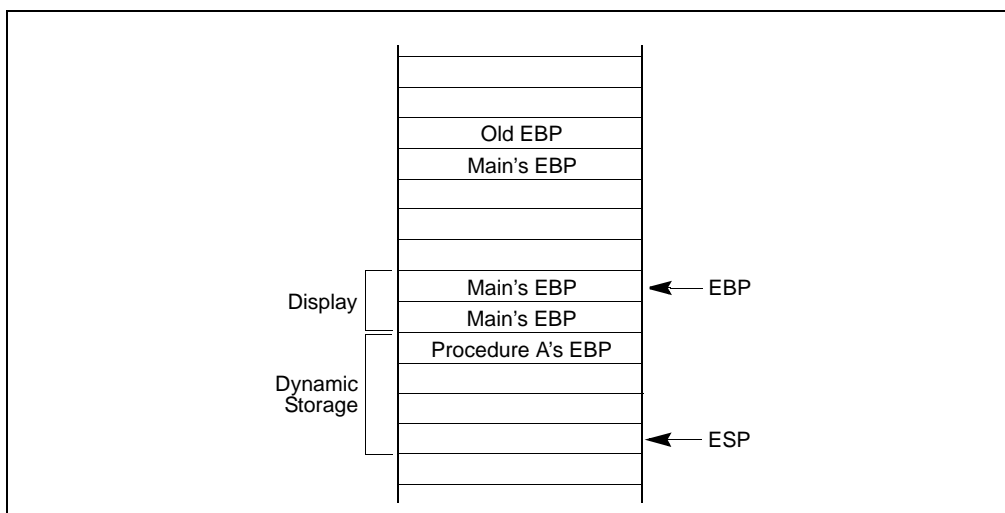 Old EBP
Main's EBP
Display
Main's EBP
EBP
Main's EBP
Procedure A's EBP
Dynamic
Storage
ESP